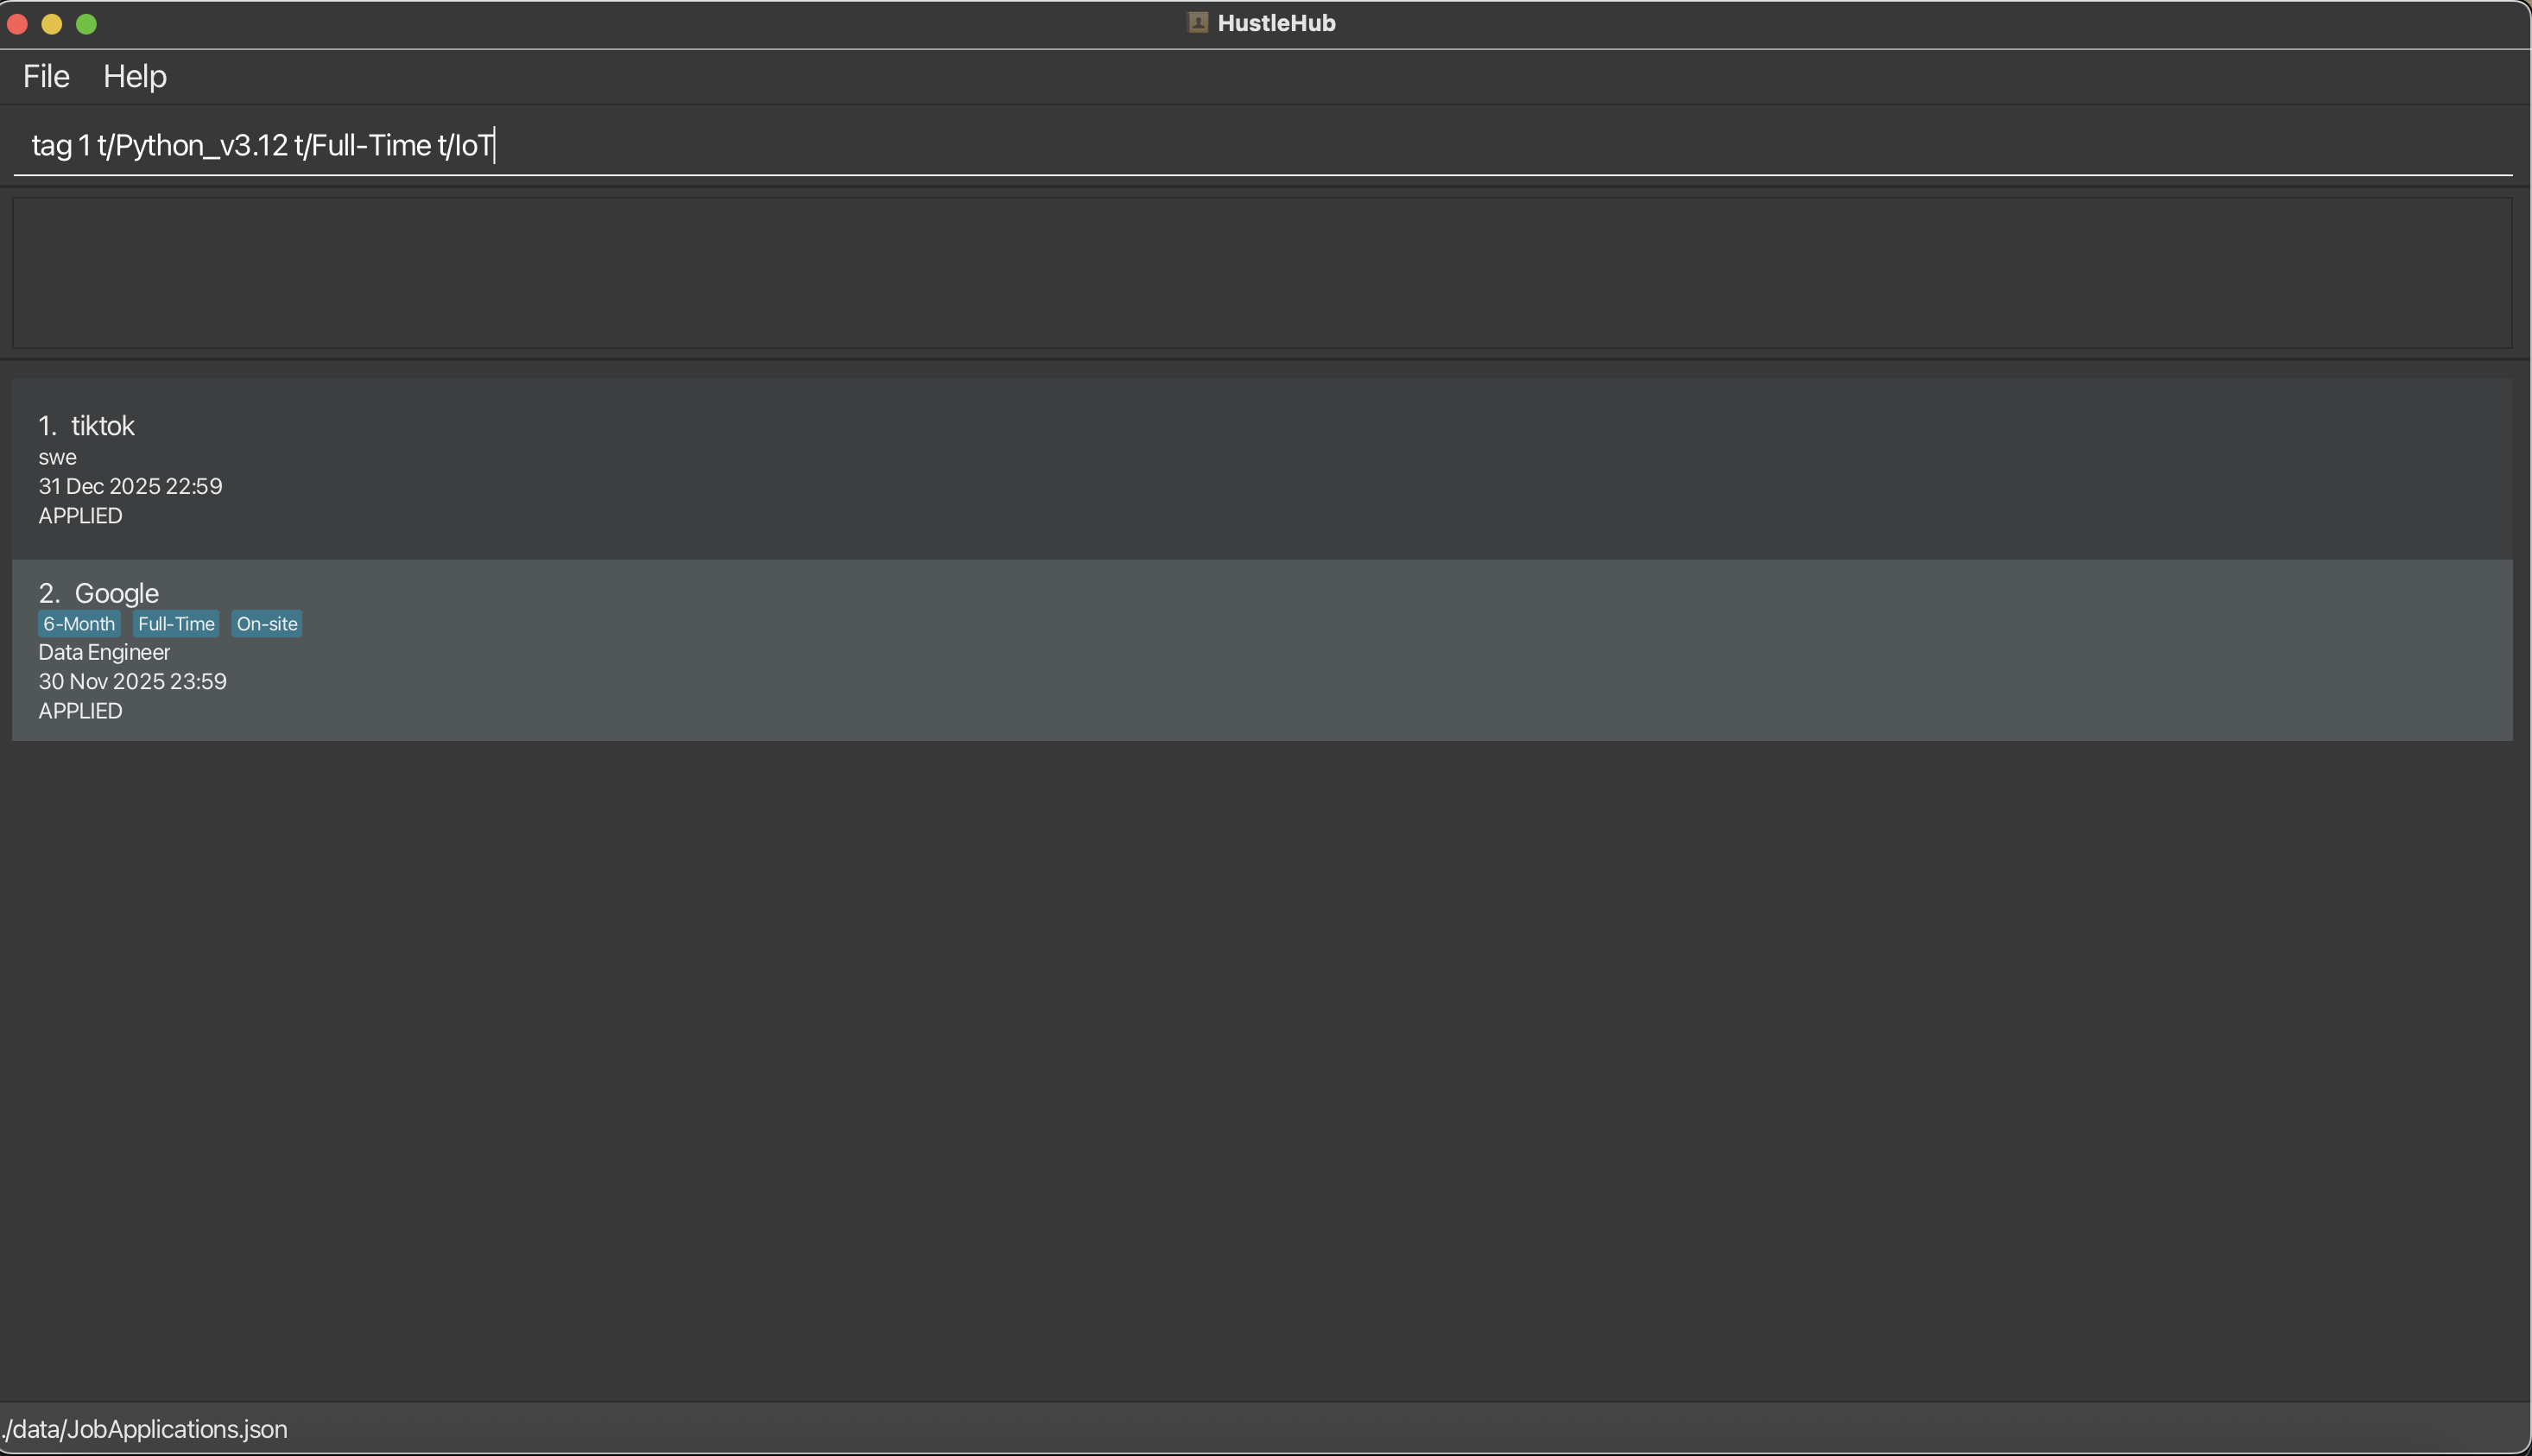 HustleHub
File Help
tag 1 t/Python_v3.12 t/Full-Time t/IoT
1. tiktok
swe
31 Dec 2025 22:59
APPLIED
2. Google
6-Month Full-Time On-site
Data Engineer
30 Nov 2025 23:59
APPLIED
./data/JobApplications.json